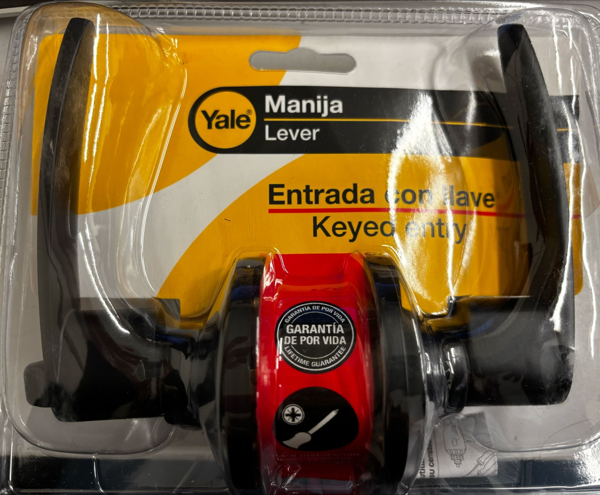 Yale
Manija
Lever
Entrada con llave
Keyed entry
GARANTÍA DE POR VIDA
GARANTÍA
DE POR VIDA
LIFETIME GUARANTEE